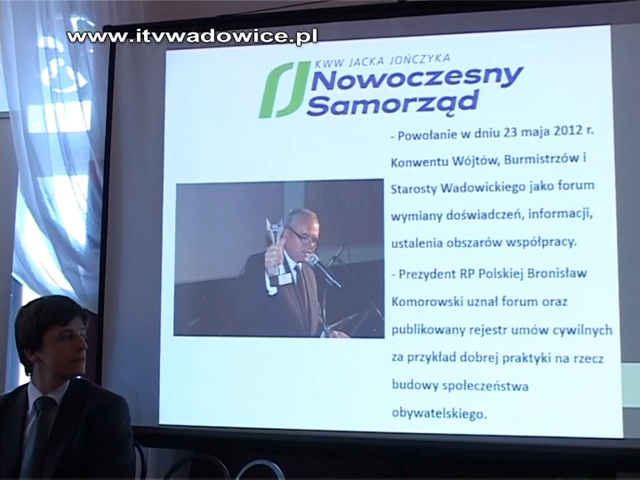 www.itvwadowice.pl
KWW JACKA JOŃCZYKA
Nowoczesny
Samorząd
- Powołanie w dniu 23 maja 2012 r.
Konwentu Wójtów, Burmistrzów i
Starosty Wadowickiego jako forum
wymiany doświadczeń, informacji,
ustalenia obszarów współpracy.
- Prezydent RP Polskiej Bronisław
Komorowski uznał forum oraz
publikowany rejestr umów cywilnych
za przykład dobrej praktyki na rzecz
budowy społeczeństwa
obywatelskiego.